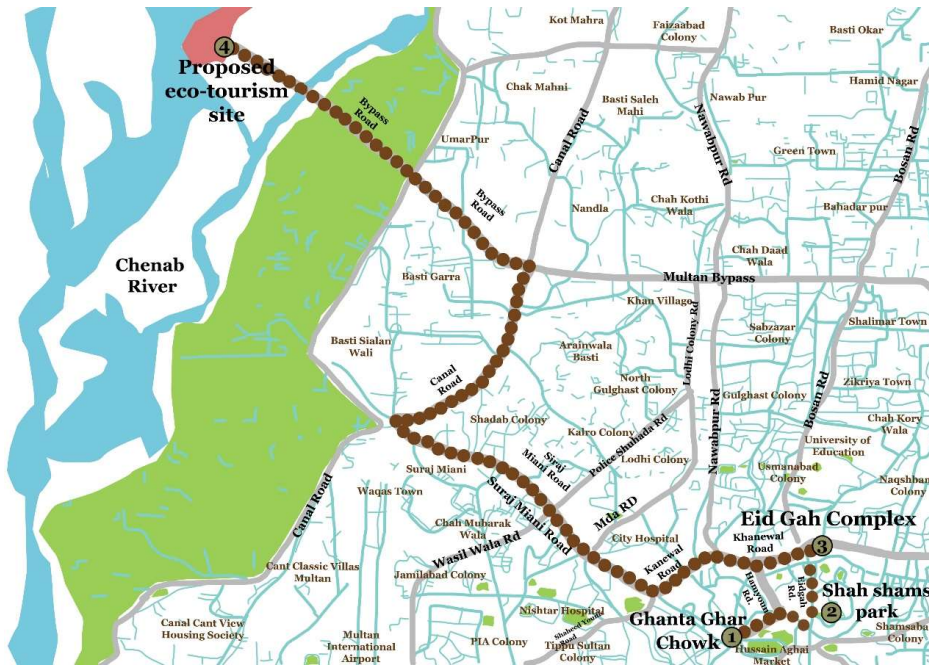 Kot Mahra
Faizaabad
Colony
Basti Okar
4
Proposed
eco-tourism
site
Chak Mahni
Basti Saleh
Mahi
Nawab Pur
Hamid Nagar
Bypass
Road
UmarPur
Canal Road
Nawabpur Rd
Green Town
Bosan Rd
Bypass
Road
Nandla
Chah Kothi
Wala
Bahadar pur
Chenab
River
Basti Garra
Chah Daad
Wala
Multan Bypass
Khan Villago
Basti Sialan
Wali
Arainwala
Basti
Lodhi Colony Rd
Sabzazar
Colony
Shalimar Town
Canal
Road
North
Gulghast Colony
Nawabpur Rd
Gulghast Colony
Bosan Rd
Zikriya Town
Shadab Colony
Kalro Colony
Police Shuhada Rd
Chah Kory
Wala
University of
Education
Suraj Miani
Siraj
Miani Road
Lodhi Colony
Usmanabad
Colony
Naqshban
Colony
Waqas Town
Suraj Miani Road
Canal Road
Chah Mubarak
Wala
Mda RD
Eid Gah Complex
Wasil Wala Rd
City Hospital
Khanewal
Road
3
Cant Classic Villas
Multan
Jamilabad Colony
Kanewal
Road
Eidgah
Rd.
Shah shams
park
2
Canal Cant View
Housing Society
Multan
International
Airport
Nishtar Hospital
Ghanta Ghar
Chowk
1
PIA Colony
Tippu Sultan
Colony
Hussain Aghai
Market
Shamsaba
Colony